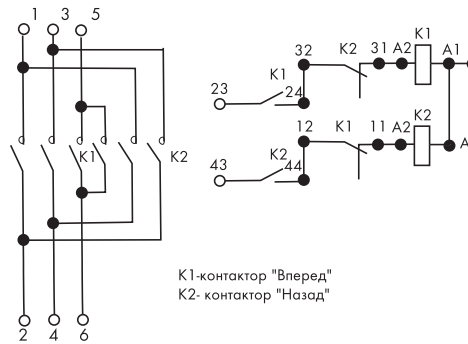 1 3 5
K1 K2
2 4 6
K1
32 K2 31 A2 A1
23 K1 24
K2
12 K1 11 A2 A
43 K2 44
K1-контактор "Вперед"
K2- контактор "Назад"